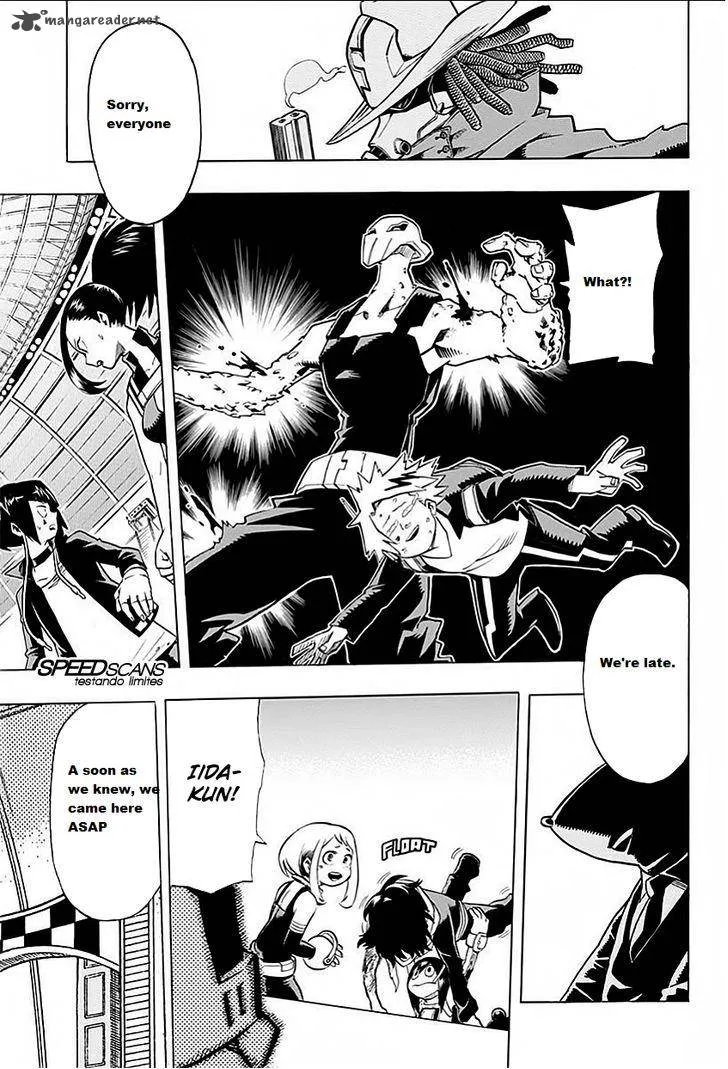 mangareader.net
Sorry,
everyone
What?!
SPEEDSCANS
testando limites
We're late.
FLOAT
IIDA-
KUN!
A soon as
we knew, we
came here
ASAP